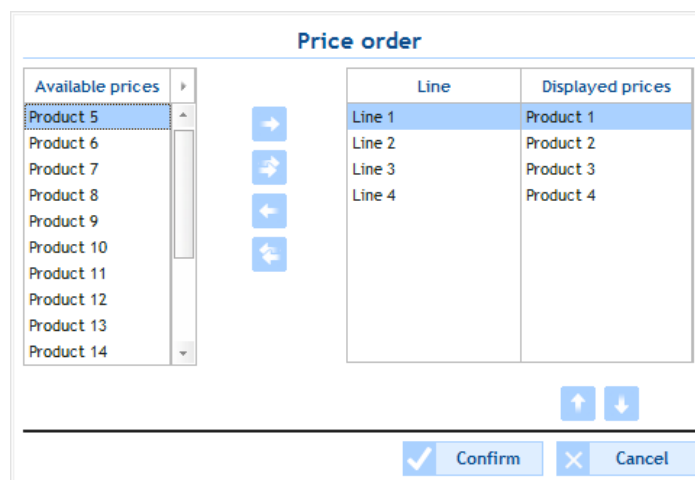 Price order
Available prices
Product 5
Product 6
Product 7
Product 8
Product 9
Product 10
Product 11
Product 12
Product 13
Product 14
Line Displayed prices
Line 1 Product 1
Line 2 Product 2
Line 3 Product 3
Line 4 Product 4
Confirm Cancel